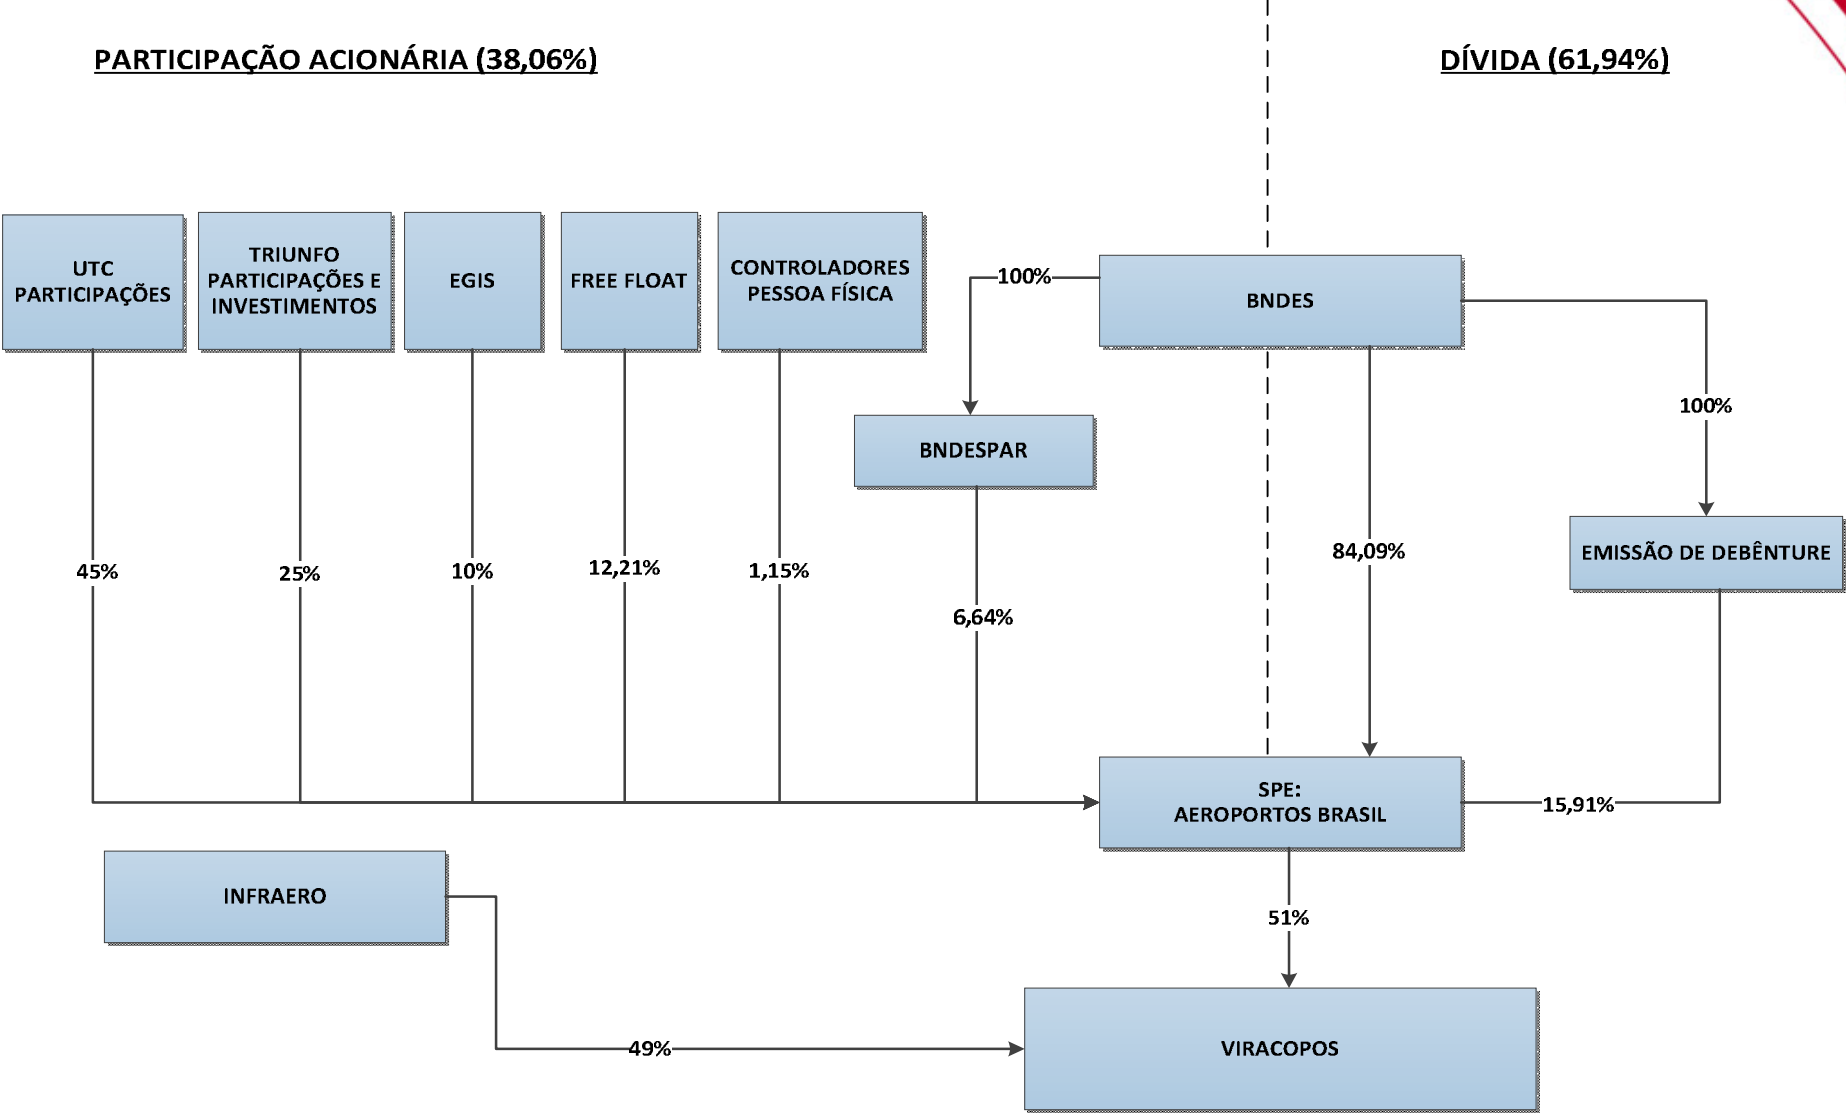 PARTICIPAÇÃO ACIONÁRIA (38,06%)
DÍVIDA (61,94%)
UTC
PARTICIPAÇÕES
TRIUNFO
PARTICIPAÇÕES E
INVESTIMENTOS
EGIS
FREE FLOAT
CONTROLADORES
PESSOA FÍSICA
100%
BNDES
100%
BNDESPAR
EMISSÃO DE DEBÊNTURE
45%
25%
10%
12,21%
1,15%
6,64%
84,09%
SPE:
AEROPORTOS BRASIL
15,91%
INFRAERO
51%
49%
VIRACOPOS